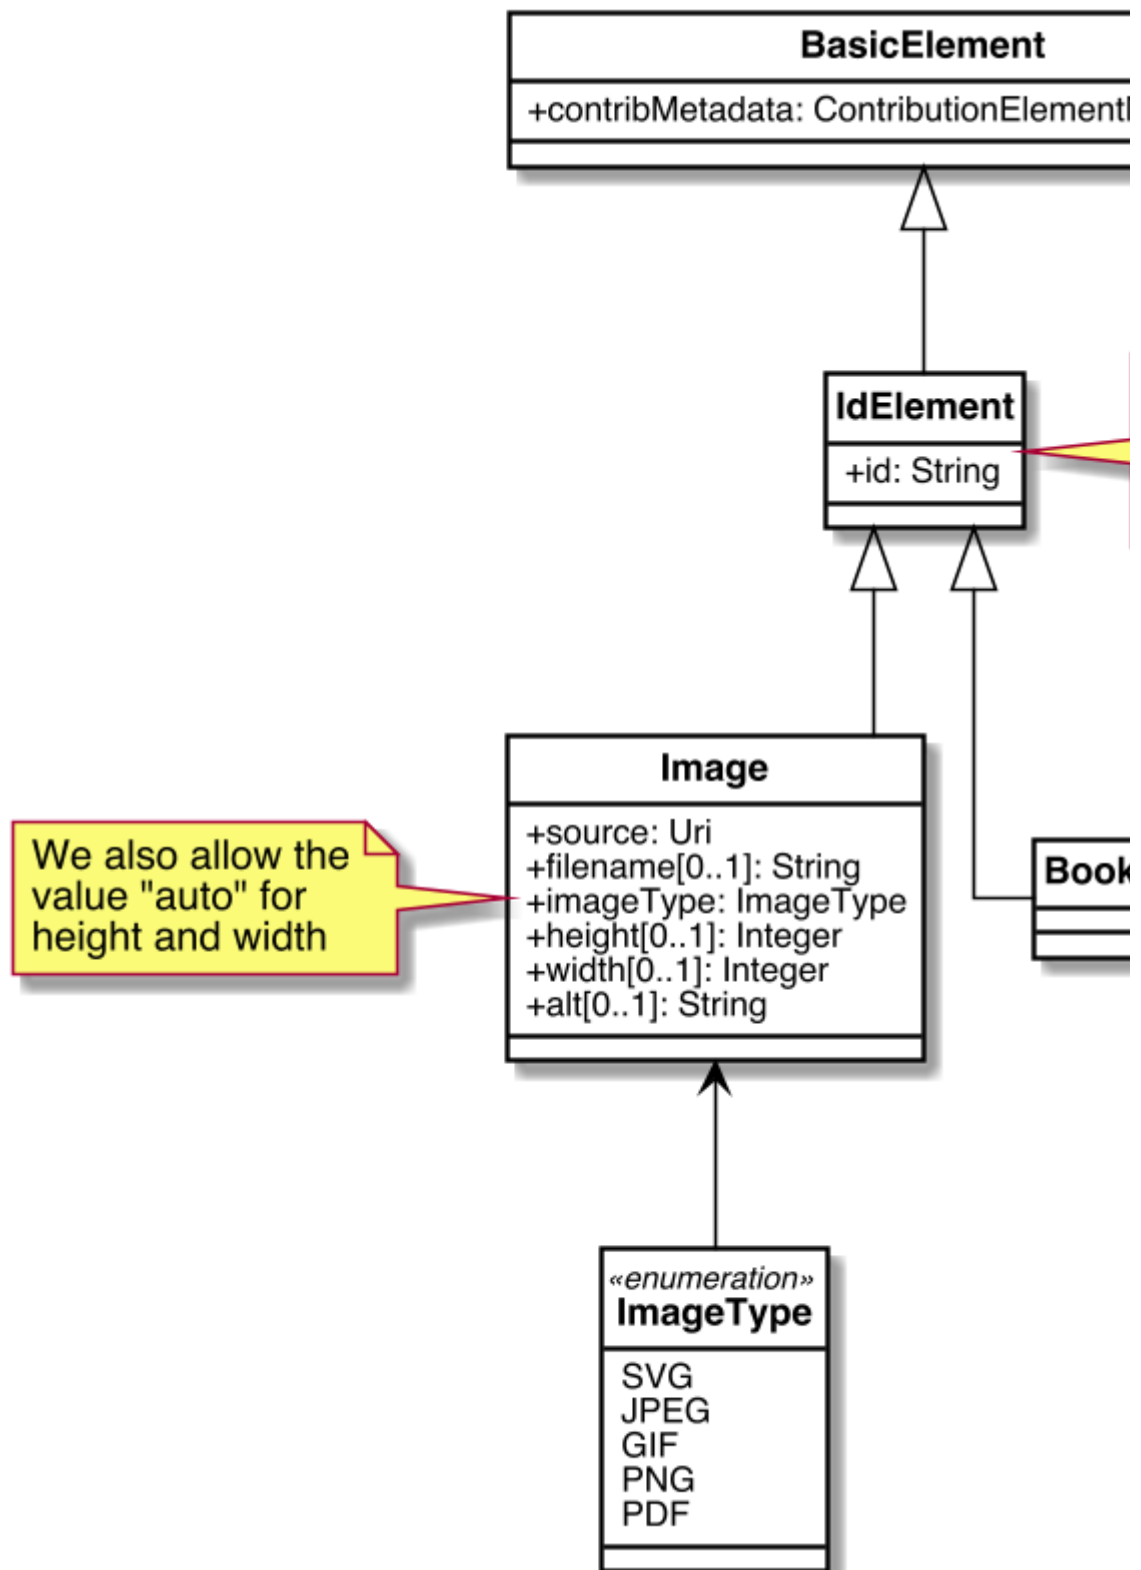 BasicElement
+contribMetadata: ContributionElement
IdElement
+id: String
Image
+source: Uri
+filename[0..1]: String
+imageType: ImageType
+height[0..1]: Integer
+width[0..1]: Integer
+alt[0..1]: String
We also allow the
value "auto" for
height and width
Book
«enumeration»
ImageType
SVG
JPEG
GIF
PNG
PDF